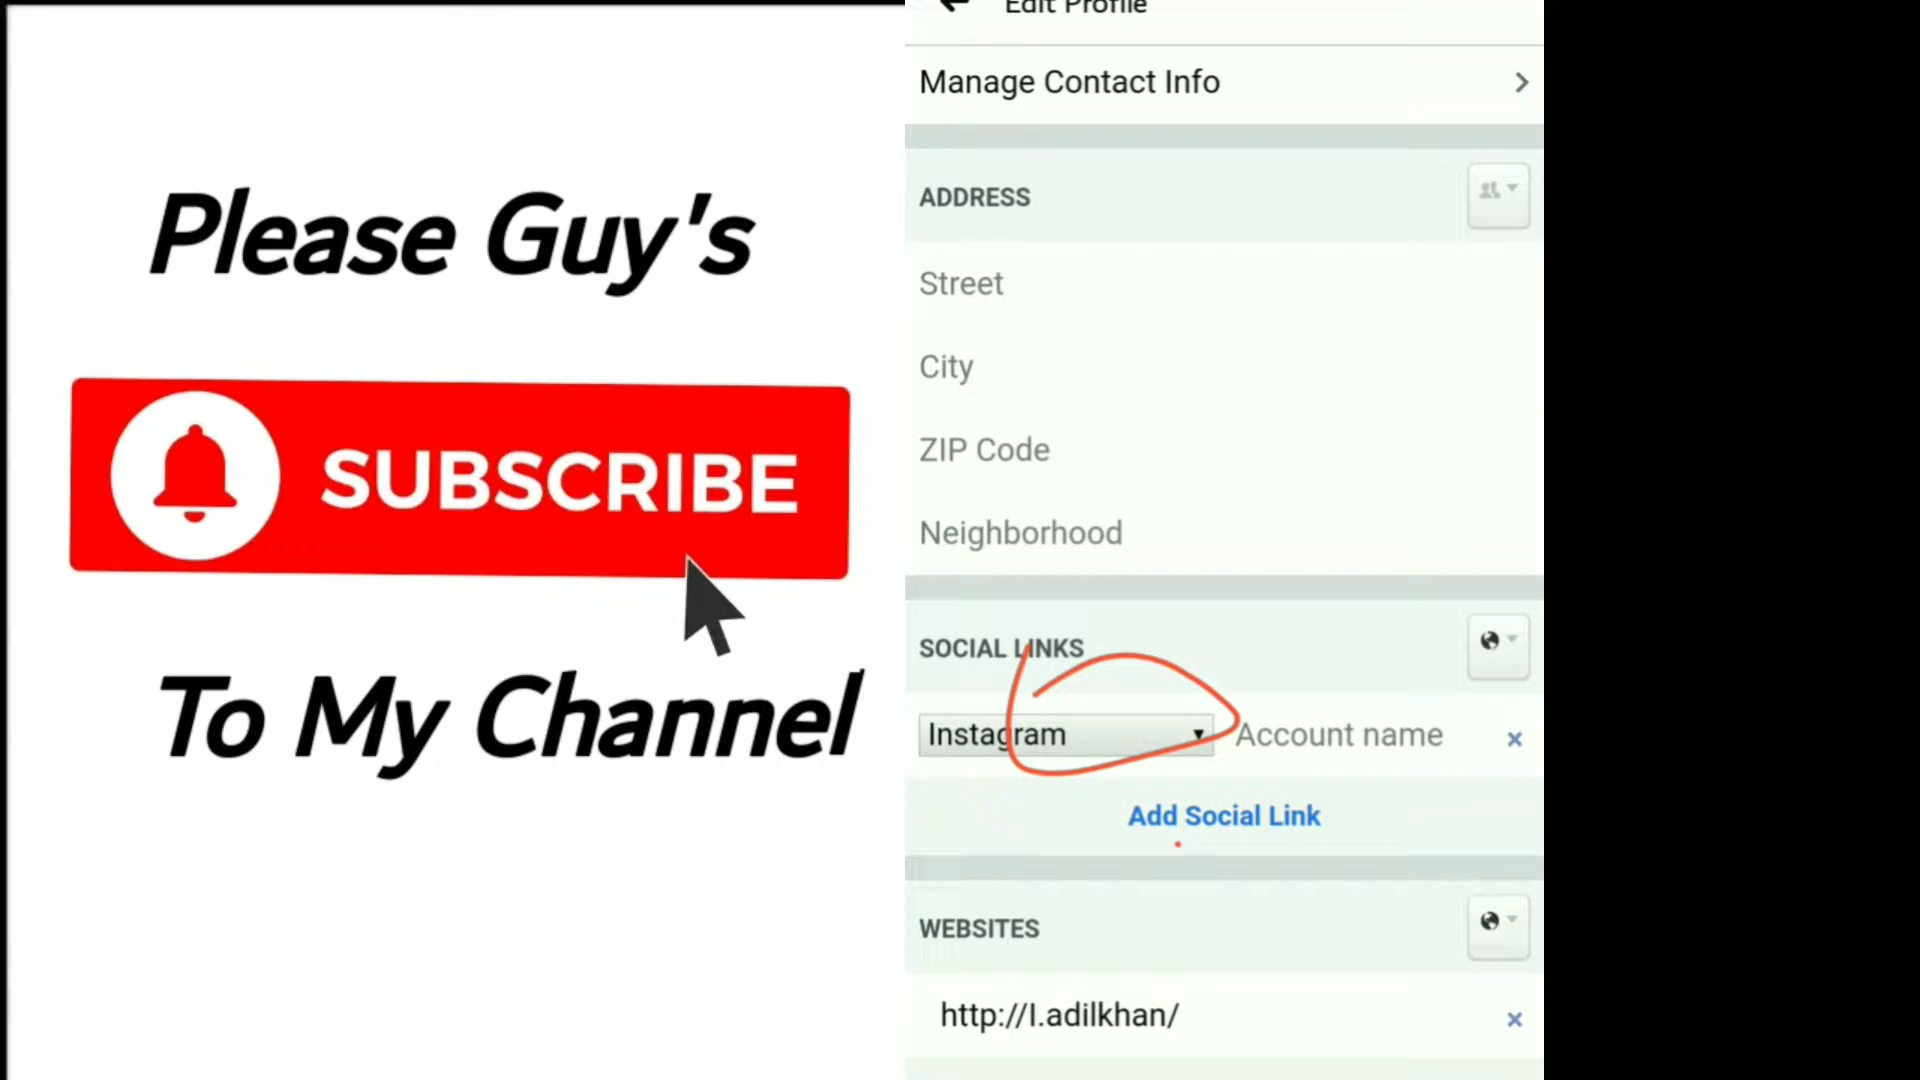 Please Guy's
SUBSCRIBE
To My Channel
Edit Profile
Manage Contact Info
ADDRESS
Street
City
ZIP Code
Neighborhood
SOCIAL LINKS
Instagram Account name
Add Social Link
WEBSITES
http://I.adilkhan/